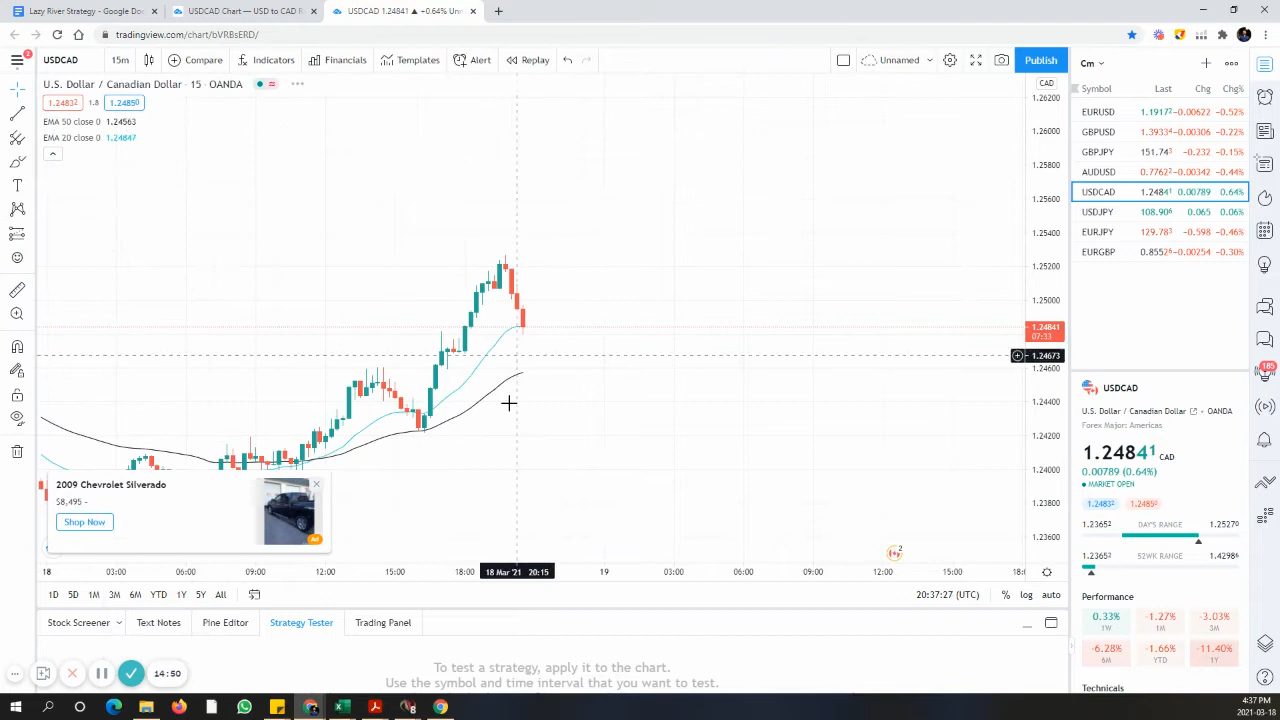 Lazy River Strategy - Google Doc
USDCAD Chart — USD to CAD R
USDCAD 1.24841 ▲ +0.64% Un
tradingview.com/chart/bVRBsERD/
2
USDCAD
15m
Compare
Indicators
Financials
Templates
Alert
Replay
Unnamed
Publish
U.S. Dollar / Canadian Dollar · 15 · OANDA
1.24832
1.8
1.24850
EMA 50 close 0 1.24563
EMA 20 close 0 1.24847
CAD
1.26200
1.26000
1.25800
1.25600
1.25400
1.25200
1.25000
1.24841
07:33
1.24673
1.24600
1.24400
1.24200
1.24000
1.23800
1.23600
2009 Chevrolet Silverado
$8,495 -
Shop Now
Ad
2
18
03:00
06:00
09:00
12:00
15:00
18:00
18 Mar '21 20:15
19
03:00
06:00
09:00
12:00
15:00
18:
1D 5D 1M 3M 6M YTD 1Y 5Y All
20:37:27 (UTC)
% log auto
Stock Screener
Text Notes
Pine Editor
Strategy Tester
Trading Panel
To test a strategy, apply it to the chart.
Use the symbol and time interval that you want to test.
14:50
Cm
Symbol Last Chg Chg%
EURUSD 1.19172 -0.00622 -0.52%
GBPUSD 1.39334 -0.00306 -0.22%
GBPJPY 151.743 -0.232 -0.15%
AUDUSD 0.77622 -0.00342 -0.44%
USDCAD 1.24841 0.00789 0.64%
USDJPY 108.906 0.065 0.06%
EURJPY 129.783 -0.598 -0.46%
EURGBP 0.85526 -0.00254 -0.30%
USDCAD
U.S. Dollar / Canadian Dollar · OANDA
Forex Major: Americas
1.24841 CAD
0.00789 (0.64%)
MARKET OPEN
1.24832
1.24850
1.23652 DAY'S RANGE 1.25270
1.23652 52WK RANGE 1.42986
Performance
0.33% -1.27% -3.03%
1W 1M 3M
-6.28% -1.66% -11.40%
6M YTD 1Y
Technicals
185
4:37 PM
2021-03-18